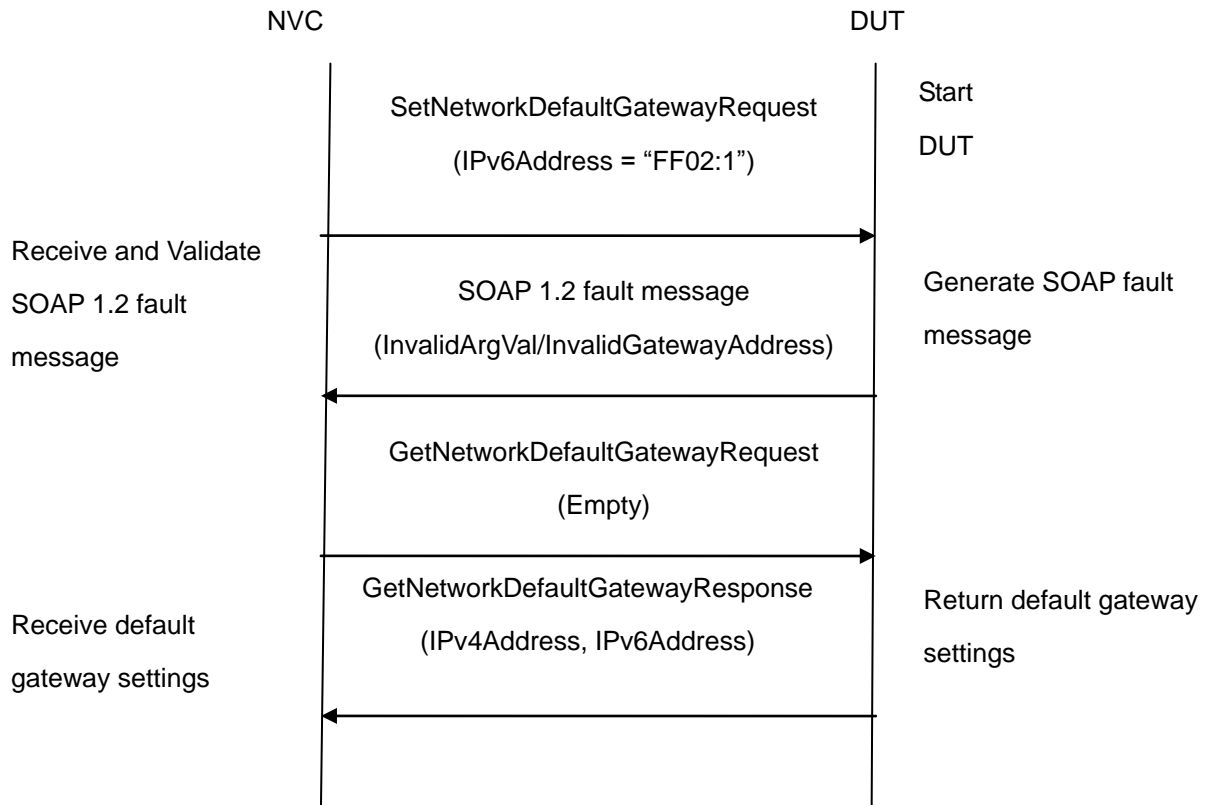 NVC
DUT
SetNetworkDefaultGatewayRequest
(IPv6Address = “FF02:1”)
Start
DUT
Receive and Validate
SOAP 1.2 fault
message
SOAP 1.2 fault message
(InvalidArgVal/InvalidGatewayAddress)
Generate SOAP fault
message
GetNetworkDefaultGatewayRequest
(Empty)
GetNetworkDefaultGatewayResponse
(IPv4Address, IPv6Address)
Receive default
gateway settings
Return default gateway
settings